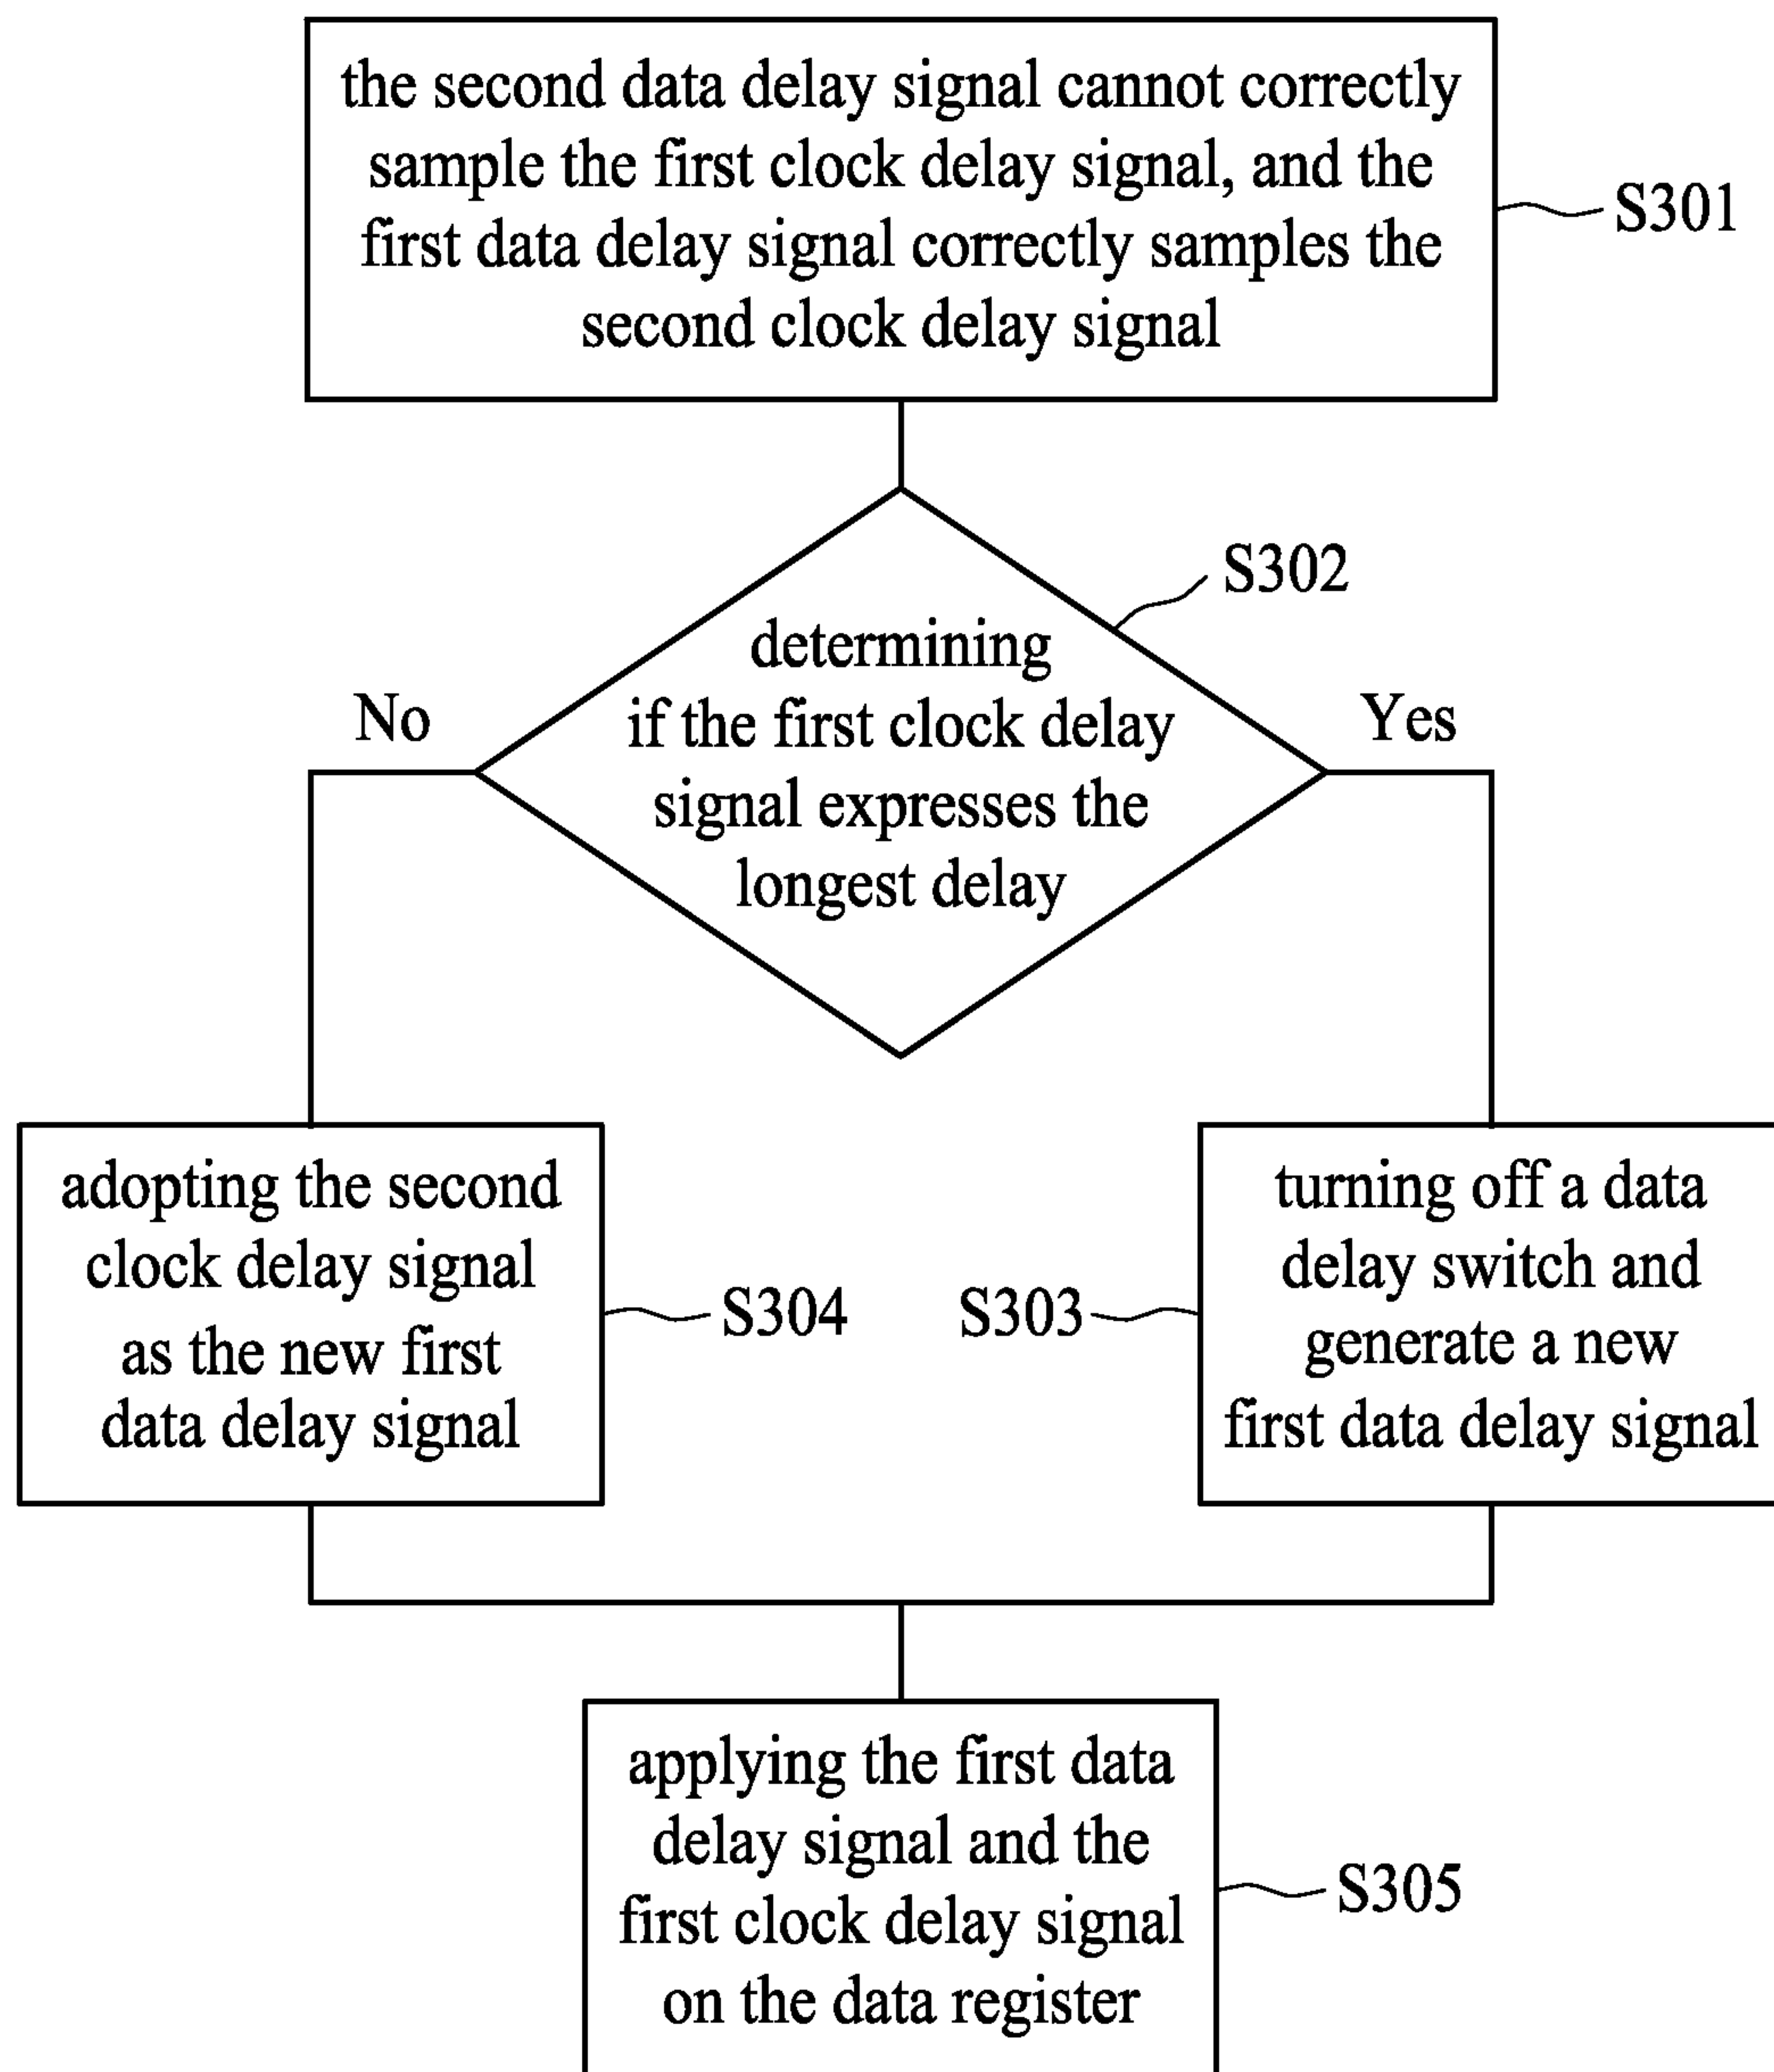 the second data delay signal cannot correctly
sample the first clock delay signal, and the
first data delay signal correctly samples the
second clock delay signal
S301
S302
determining
if the first clock delay
signal expresses the
longest delay
No
Yes
adopting the second
clock delay signal
as the new first
data delay signal
S304
S303
turning off a data
delay switch and
generate a new
first data delay signal
applying the first data
delay signal and the
first clock delay signal
on the data register
S305